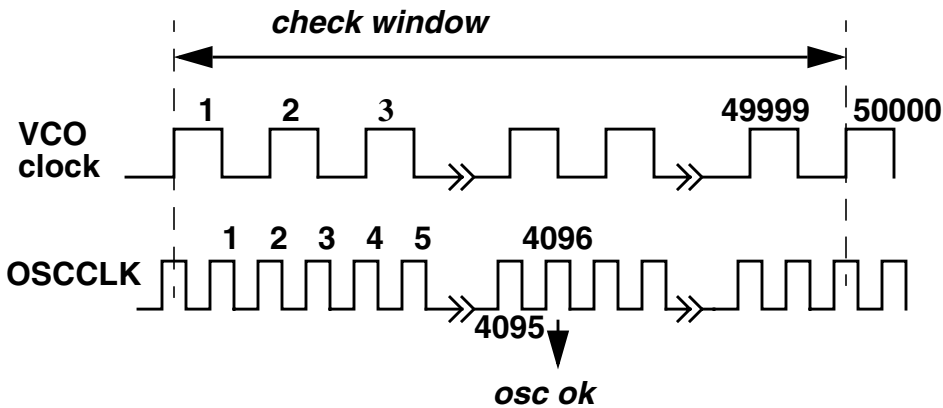 check window
1 2 3 49999 50000
VCO
clock
1 2 3 4 5 4096
OSCCLK
4095
osc ok